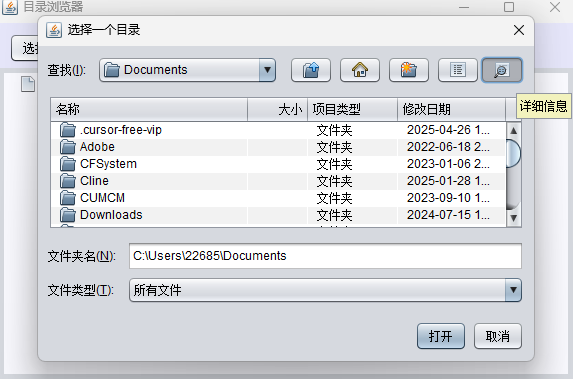 目录浏览器
选择一个目录
选
查找(I):
Documents
详细信息
名称 大小 项目类型 修改日期
.cursor-free-vip 文件夹 2025-04-26 1...
Adobe 文件夹 2022-06-18 2...
CFSystem 文件夹 2023-01-06 2...
Cline 文件夹 2025-01-28 1...
CUMCM 文件夹 2023-09-10 1...
Downloads 文件夹 2024-07-15 1...
文件夹名(N): C:\Users\22685\Documents
文件类型(T): 所有文件
打开 取消